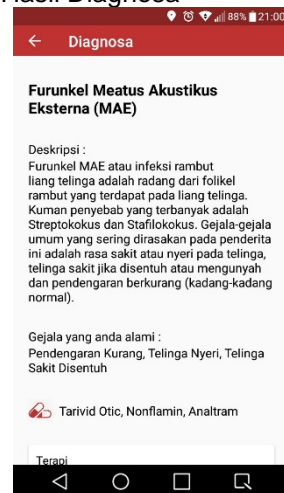 Hasil Diagnosa
88% 21:00
Diagnosa
Furunkel Meatus Akustikus
Eksterna (MAE)
Deskripsi :
Furunkel MAE atau infeksi rambut
liang telinga adalah radang dari folikel
rambut yang terdapat pada liang telinga.
Kuman penyebab yang terbanyak adalah
Streptokokus dan Stafilokokus. Gejala-gejala
umum yang sering dirasakan pada penderita
ini adalah rasa sakit atau nyeri pada telinga,
telinga sakit jika disentuh atau mengunyah
dan pendengaran berkurang (kadang-kadang
normal).
Gejala yang anda alami :
Pendengaran Kurang, Telinga Nyeri, Telinga
Sakit Disentuh
Tarivid Otic, Nonflamin, Analtram
Terapi